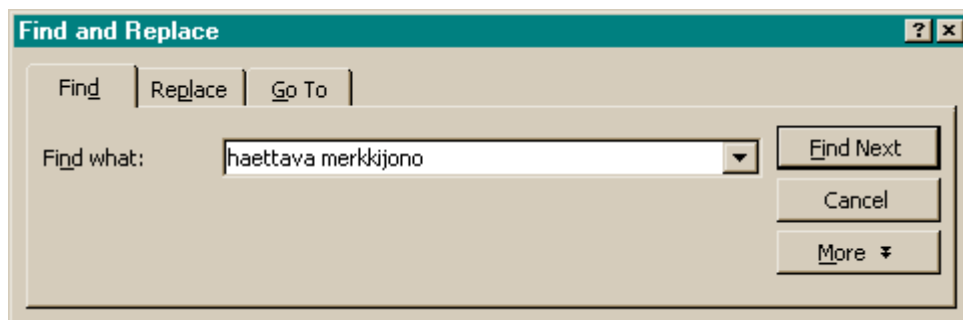 Find and Replace
Find Replace Go To
Find what: haettava merkkijono Find Next
Cancel
More